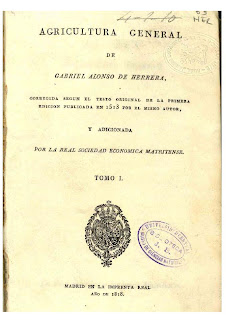 AGRICULTURA GENERAL
DE
GABRIEL ALONSO DE HERRERA,
CORREGIDA SEGUN EL TESTO ORIGINAL DE LA PRIMERA
EDICION PUBLICADA EN 1513 POR EL MISMO AUTOR,
Y ADICIONADA
POR LA REAL SOCIEDAD ECONOMICA MATRITENSE.
TOMO I.
MADRID EN LA IMPRENTA REAL
AÑO DE 1818.